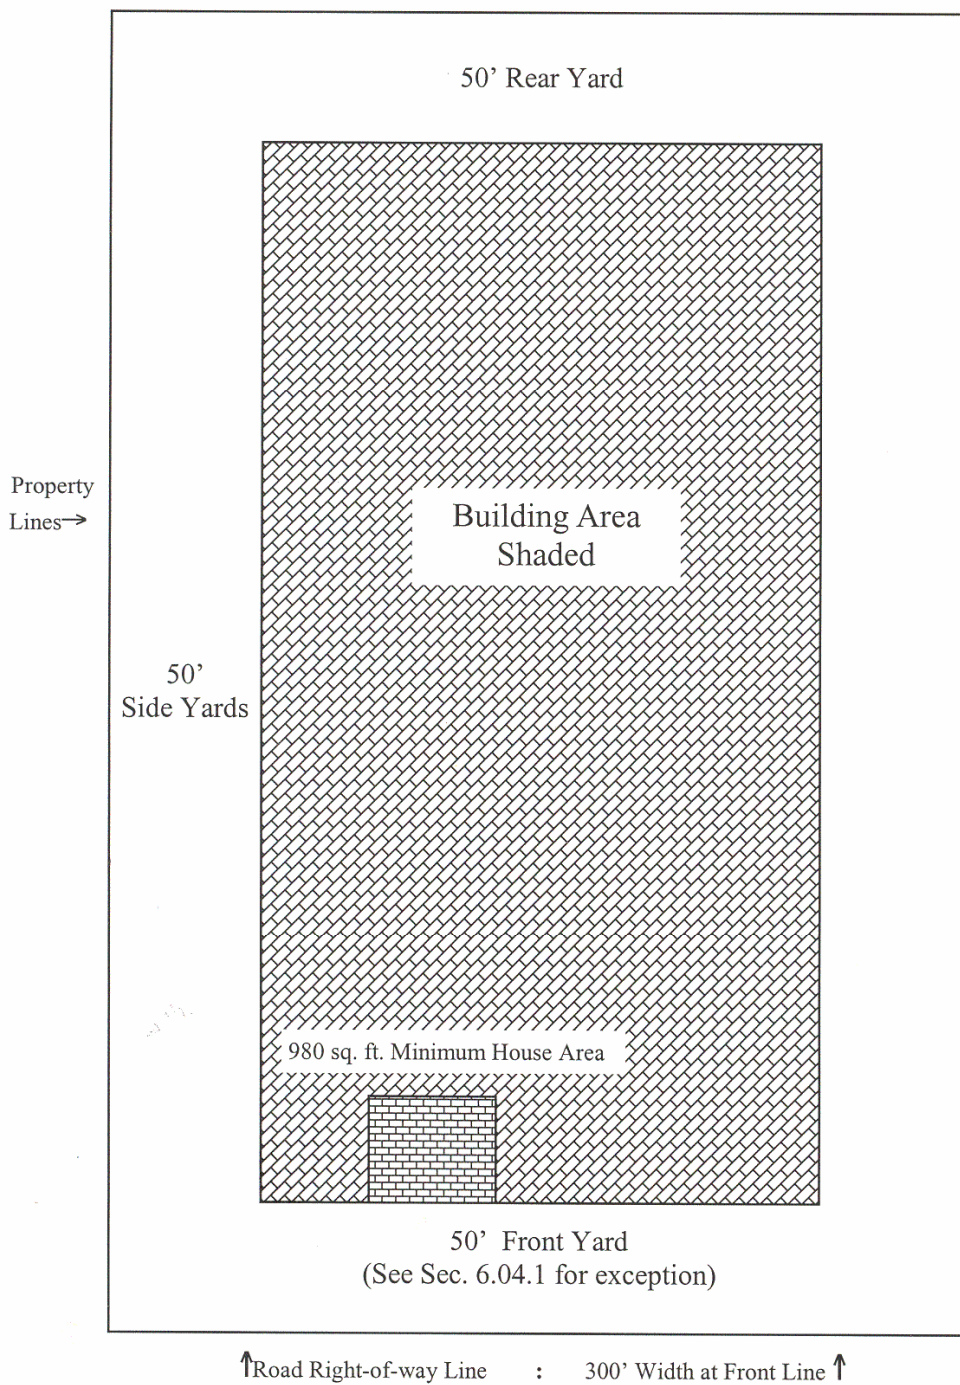 50’ Rear Yard
Property
Lines→
Building Area
Shaded
50’
Side Yards
980 sq. ft. Minimum House Area
50’ Front Yard
(See Sec. 6.04.1 for exception)
↑Road Right-of-way Line : 300’ Width at Front Line↑